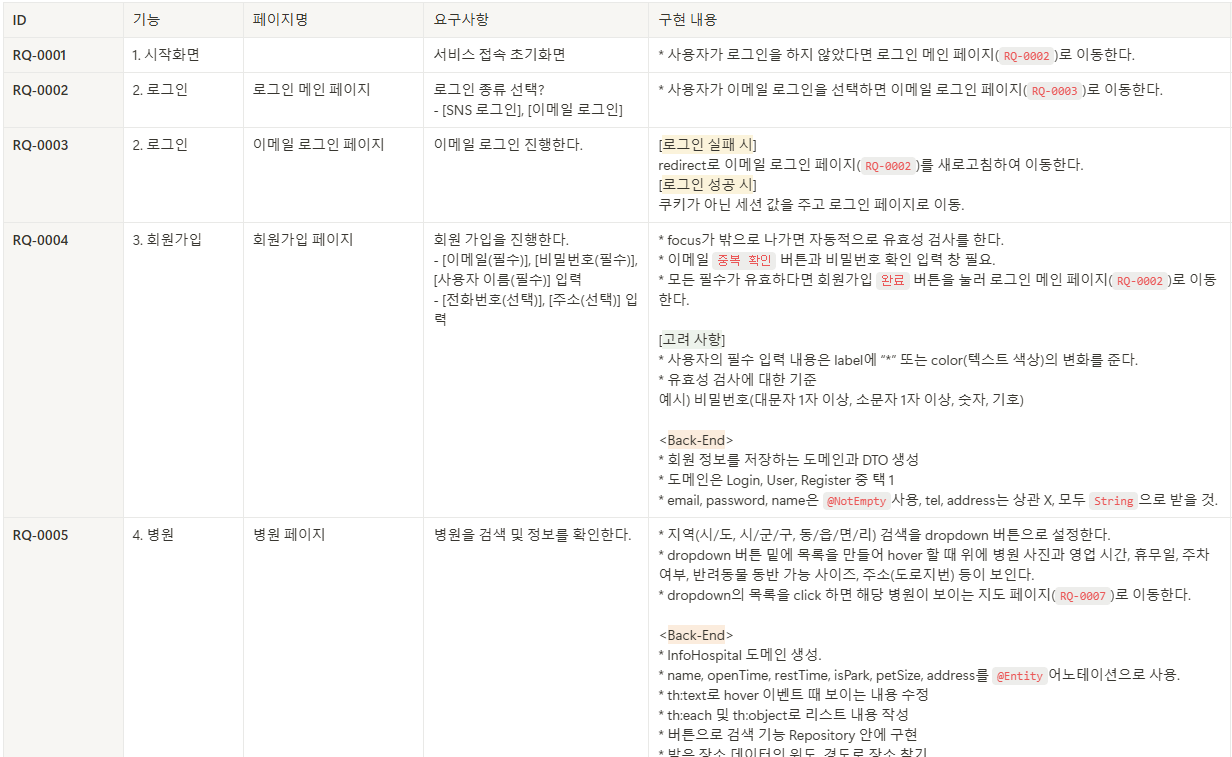 ID 기능 페이지명 요구사항 구현 내용
RQ-0001 1. 시작화면 서비스 접속 초기화면 * 사용자가 로그인을 하지 않았다면 로그인 메인 페이지( RQ-0002 )로 이동한다.
RQ-0002 2. 로그인 로그인 메인 페이지 로그인 종류 선택? * 사용자가 이메일 로그인을 선택하면 이메일 로그인 페이지( RQ-0003 )로 이동한다.
- [SNS 로그인], [이메일 로그인]
RQ-0003 2. 로그인 이메일 로그인 페이지 이메일 로그인 진행한다. [로그인 실패 시]
redirect로 이메일 로그인 페이지( RQ-0002 )를 새로고침하여 이동한다.
[로그인 성공 시]
쿠키가 아닌 세션 값을 주고 로그인 페이지로 이동.
RQ-0004 3. 회원가입 회원가입 페이지 회원 가입을 진행한다. * focus가 밖으로 나가면 자동적으로 유효성 검사를 한다.
- [이메일(필수)], [비밀번호(필수)], * 이메일 중복 확인 버튼과 비밀번호 확인 입력 창 필요.
[사용자 이름(필수)] 입력 * 모든 필수가 유효하다면 회원가입 완료 버튼을 눌러 로그인 메인 페이지( RQ-0002 )로 이동
- [전화번호(선택)], [주소(선택)] 입 한다.
력
[고려 사항]
* 사용자의 필수 입력 내용은 label에 “*” 또는 color(텍스트 색상)의 변화를 준다.
* 유효성 검사에 대한 기준
예시) 비밀번호(대문자 1자 이상, 소문자 1자 이상, 숫자, 기호)
<Back-End>
* 회원 정보를 저장하는 도메인과 DTO 생성
* 도메인은 Login, User, Register 중 택 1
* email, password, name은 @NotEmpty 사용, tel, address는 상관 X, 모두 String 으로 받을 것.
RQ-0005 4. 병원 병원 페이지 병원을 검색 및 정보를 확인한다. * 지역(시/도, 시/군/구, 동/읍/면/리) 검색을 dropdown 버튼으로 설정한다.
* dropdown 버튼 밑에 목록을 만들어 hover 할 때 위에 병원 사진과 영업 시간, 휴무일, 주차
여부, 반려동물 동반 가능 사이즈, 주소(도로지번) 등이 보인다.
* dropdown의 목록을 click 하면 해당 병원이 보이는 지도 페이지( RQ-0007 )로 이동한다.
<Back-End>
* InfoHospital 도메인 생성.
* name, openTime, restTime, isPark, petSize, address를 @Entity 어노테이션으로 사용.
* th:text로 hover 이벤트 때 보이는 내용 수정
* th:each 및 th:object로 리스트 내용 작성
* 버튼으로 검색 기능 Repository 안에 구현
* 받은 장소 데이터의 위도, 경도로 장소 찾기